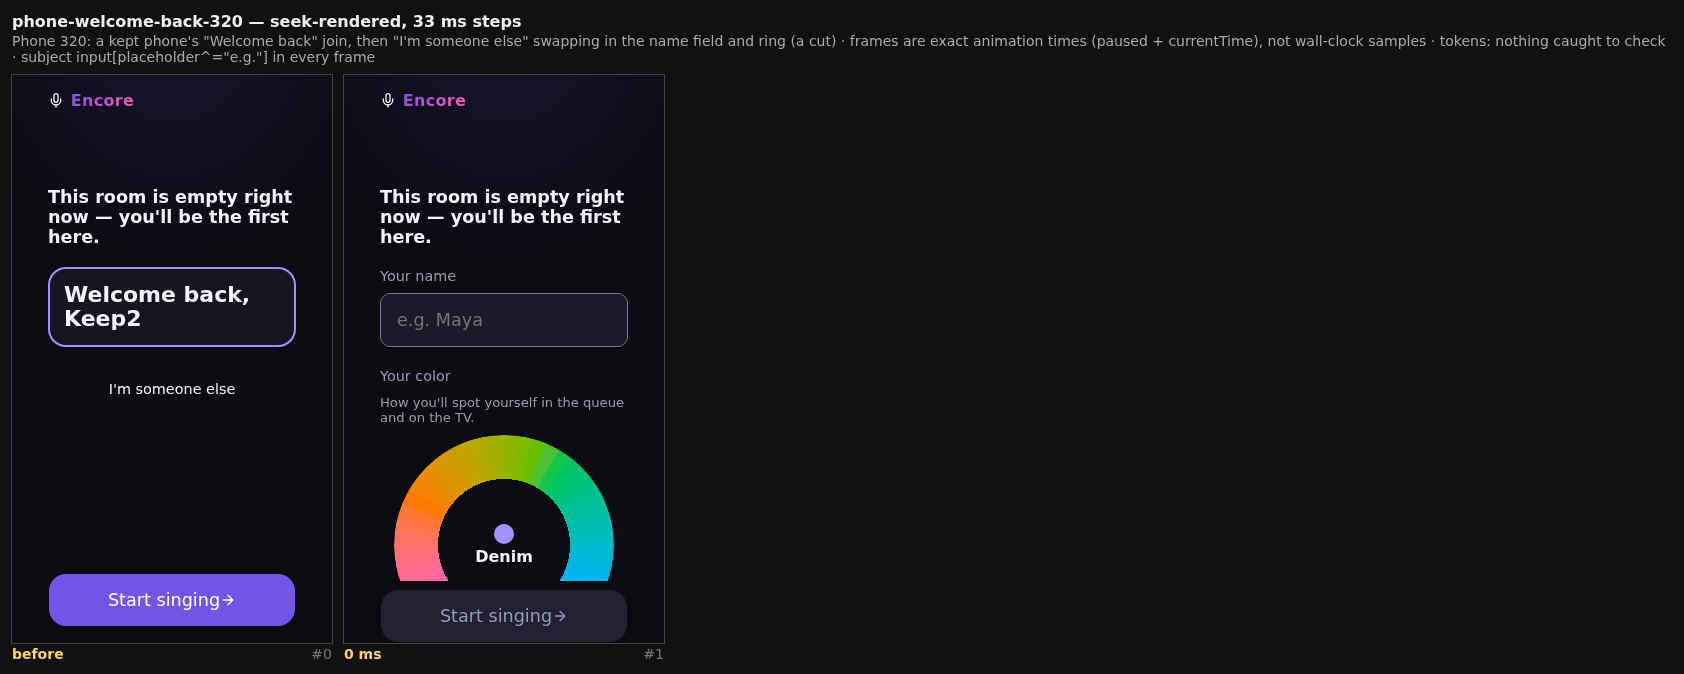 phone-welcome-back-320 — seek-rendered, 33 ms steps
Phone 320: a kept phone's "Welcome back" join, then "I'm someone else" swapping in the name field and ring (a cut) · frames are exact animation times (paused + currentTime), not wall-clock samples · tokens: nothing caught to check
· subject input[placeholder^="e.g."] in every frame
Encore
This room is empty right
now — you'll be the first
here.
Welcome back,
Keep2
I'm someone else
Start singing→
before
#0
Encore
This room is empty right
now — you'll be the first
here.
Your name
e.g. Maya
Your color
How you'll spot yourself in the queue
and on the TV.
Denim
Start singing→
0 ms
#1